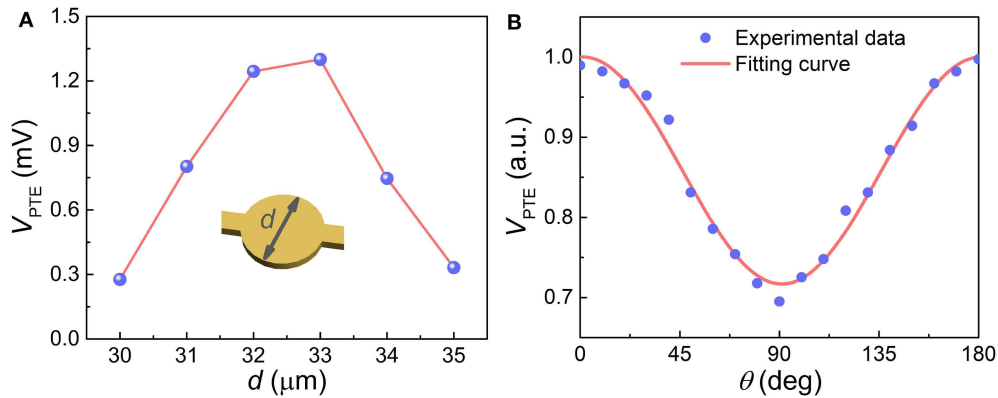 A
V_PTE (mV)
1.5
1.2
0.9
0.6
0.3
0.0
d
30 31 32 33 34 35
d (μm)
B
V_PTE (a.u.)
1.0
0.9
0.8
0.7
Experimental data
Fitting curve
0 45 90 135 180
θ (deg)